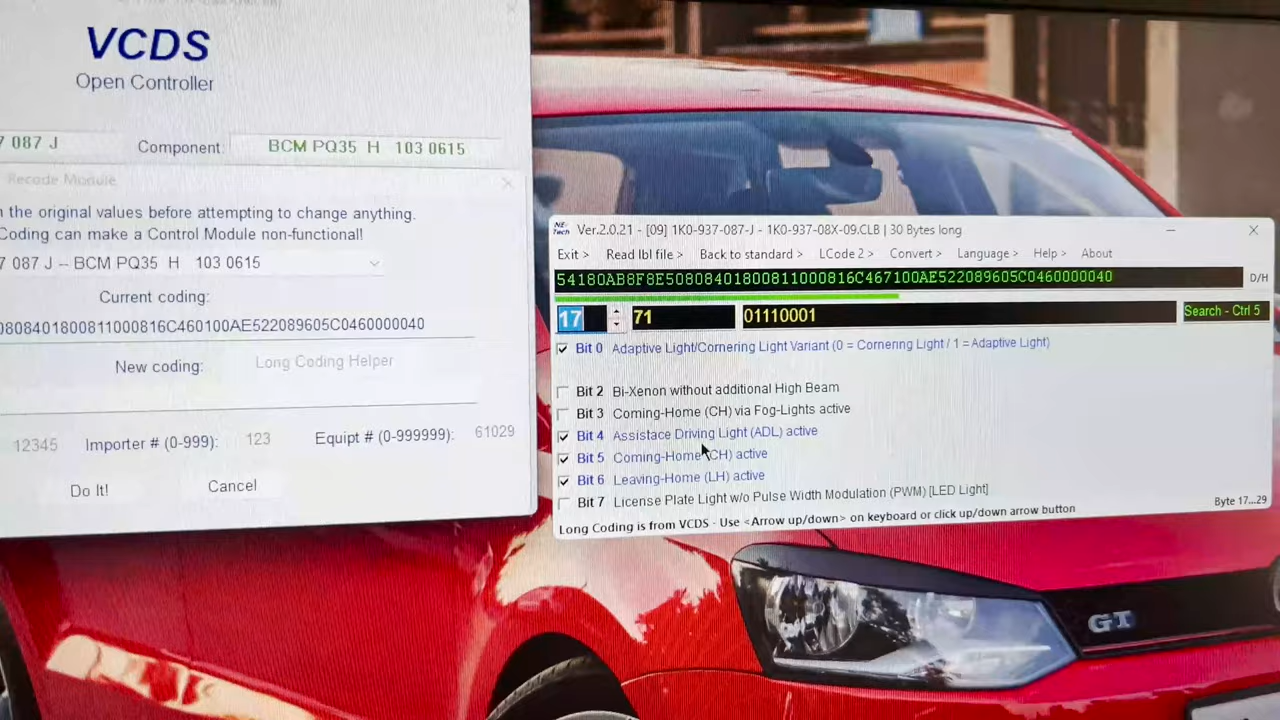 VCDS
Open Controller
7 087 J
Component:
BCM PQ35 H 103 0615
Recode Module
the original values before attempting to change anything.
Coding can make a Control Module non-functional!
7 087 J -- BCM PQ35 H 103 0615
Current coding:
0808401800811000816C460100AE522089605C0460000040
New coding:
Long Coding Helper
12345
Importer # (0-999):
123
Equipt # (0-999999):
61029
Do It!
Cancel
NE-Tech
Ver.2.0.21 - [09] 1K0-937-087-J - 1K0-937-08X-09.CLB | 30 Bytes long
Exit > Read lbl file > Back to standard > LCode 2 > Convert > Language > Help > About
54180AB8F8E50808401800811000816C467100AE522089605C0460000040
D/H
17
71
01110001
Search - Ctrl 5
Bit 0 Adaptive Light/Cornering Light Variant (0 = Cornering Light / 1 = Adaptive Light)
Bit 2 Bi-Xenon without additional High Beam
Bit 3 Coming-Home (CH) via Fog-Lights active
Bit 4 Assistace Driving Light (ADL) active
Bit 5 Coming-Home (CH) active
Bit 6 Leaving-Home (LH) active
Bit 7 License Plate Light w/o Pulse Width Modulation (PWM) [LED Light]
Byte 17...29
Long Coding is from VCDS - Use <Arrow up/down> on keyboard or click up/down arrow button
GI